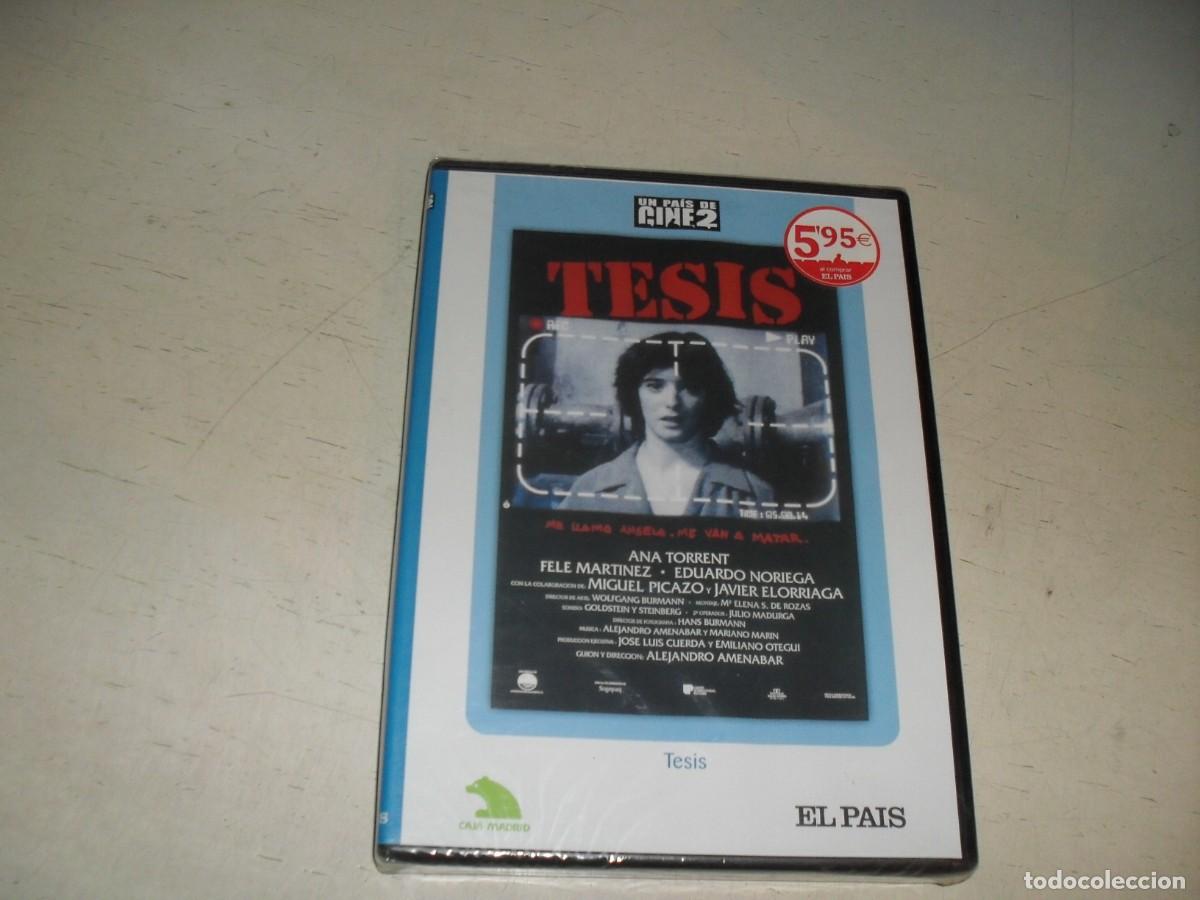 UN PAÍS DE
CINE 2
5'95€
al comprar
EL PAIS
TESIS
REC
PLAY
TIME: 05.00.14
ME LLAMO ANGELA. ME VAN A MATAR.
ANA TORRENT
FELE MARTINEZ · EDUARDO NORIEGA
CON LA COLABORACION DE: MIGUEL PICAZO Y JAVIER ELORRIAGA
DIRECTOR DE ARTE: WOLFGANG BURMANN · MONTAJE: Mª ELENA S. DE ROZAS
SONIDO: GOLDSTEIN Y STEINBERG · 2º OPERADOR: JULIO MADURGA
DIRECTOR DE FOTOGRAFIA: HANS BURMANN
MUSICA: ALEJANDRO AMENABAR Y MARIANO MARIN
PRODUCCION EJECUTIVA: JOSE LUIS CUERDA Y EMILIANO OTEGUI
GUION Y DIRECCION: ALEJANDRO AMENABAR
Sogepaq
Tesis
CAJA MADRID
EL PAIS
todocoleccion